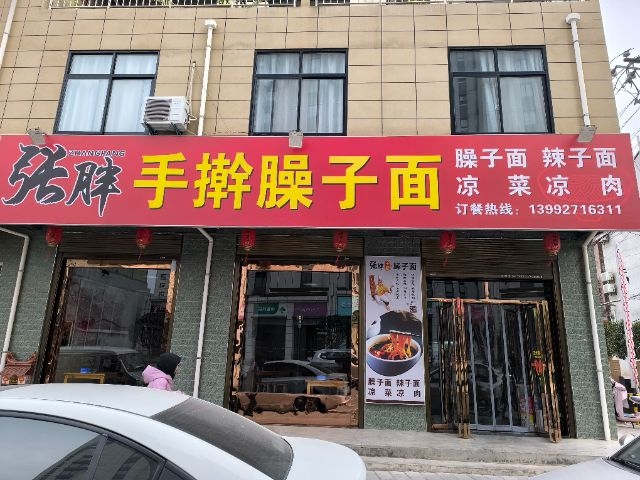 张胖
ZHANGPANG
手擀臊子面
臊子面 辣子面
凉菜凉肉
订餐热线：13992716311
张胖 臊子面
臊子面 辣子面
凉菜 凉肉